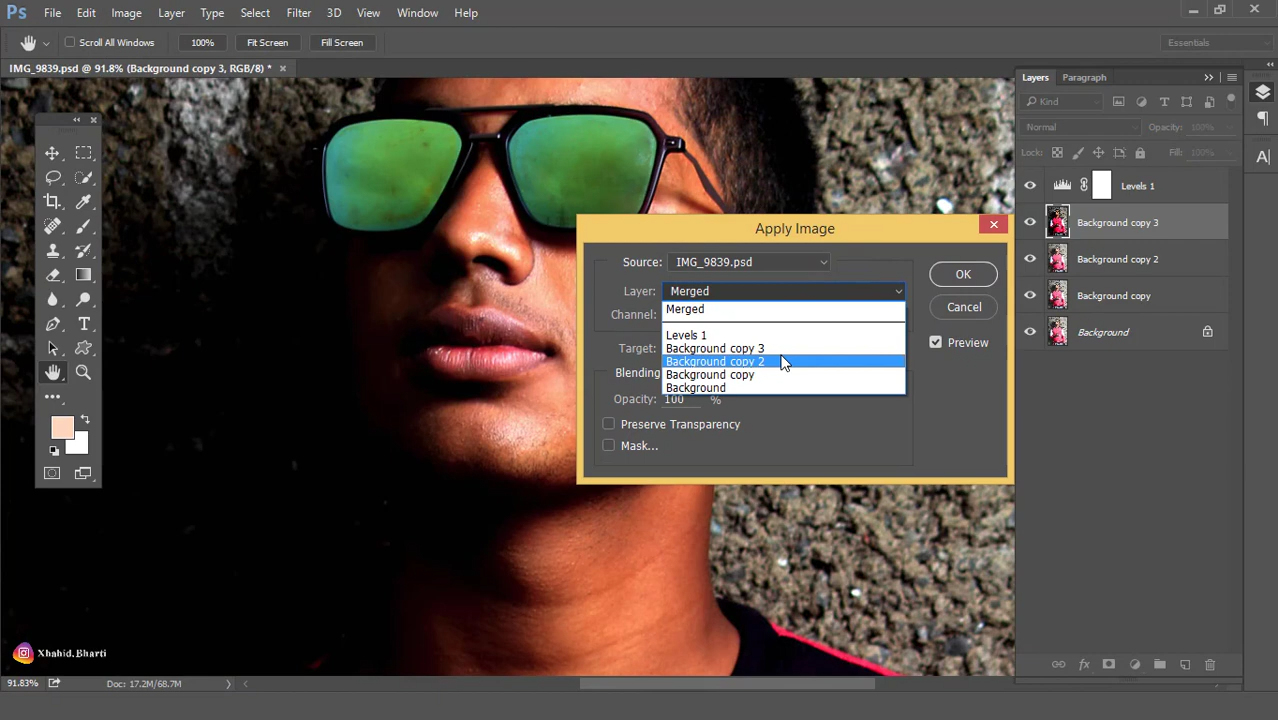 Ps File Edit Image Layer Type Select Filter 3D View Window Help
Scroll All Windows 100% Fit Screen Fill Screen Essentials
IMG_9839.psd @ 91.8% (Background copy 3, RGB/8) * ×
Layers Paragraph
Kind
Normal Opacity: 100%
Lock: Fill: 100%
Levels 1
Background copy 3
Background copy 2
Background copy
Background
Apply Image
Source: IMG_9839.psd
OK
Layer: Merged
Cancel
Merged
Channel:
Levels 1
Preview
Target:
Background copy 3
Background copy 2
Blending
Background copy
Background
Opacity: 100 %
Preserve Transparency
Mask...
T
A
Xhahid.Bharti
91.83% Doc: 17.2M/68.7M